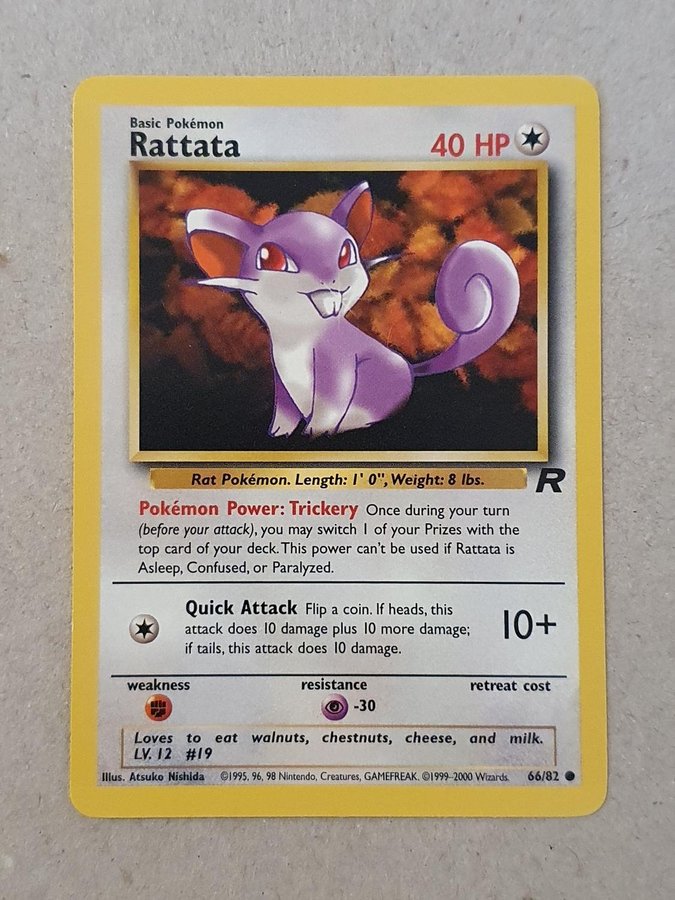 Basic Pokémon
Rattata
40 HP
Rat Pokémon. Length: 1' 0", Weight: 8 lbs.
R
Pokémon Power: Trickery Once during your turn
(before your attack), you may switch 1 of your Prizes with the
top card of your deck. This power can't be used if Rattata is
Asleep, Confused, or Paralyzed.
Quick Attack Flip a coin. If heads, this
attack does 10 damage plus 10 more damage;
if tails, this attack does 10 damage.
10+
weakness resistance retreat cost
-30
Loves to eat walnuts, chestnuts, cheese, and milk.
LV. 12 #19
Illus. Atsuko Nishida ©1995, 96, 98 Nintendo, Creatures, GAMEFREAK. ©1999-2000 Wizards. 66/82